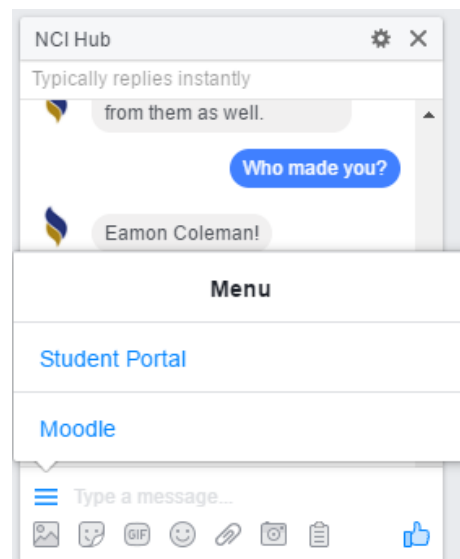 NCI Hub
Typically replies instantly
from them as well.
Who made you?
Eamon Coleman!
Menu
Student Portal
Moodle
Type a message...
GIF